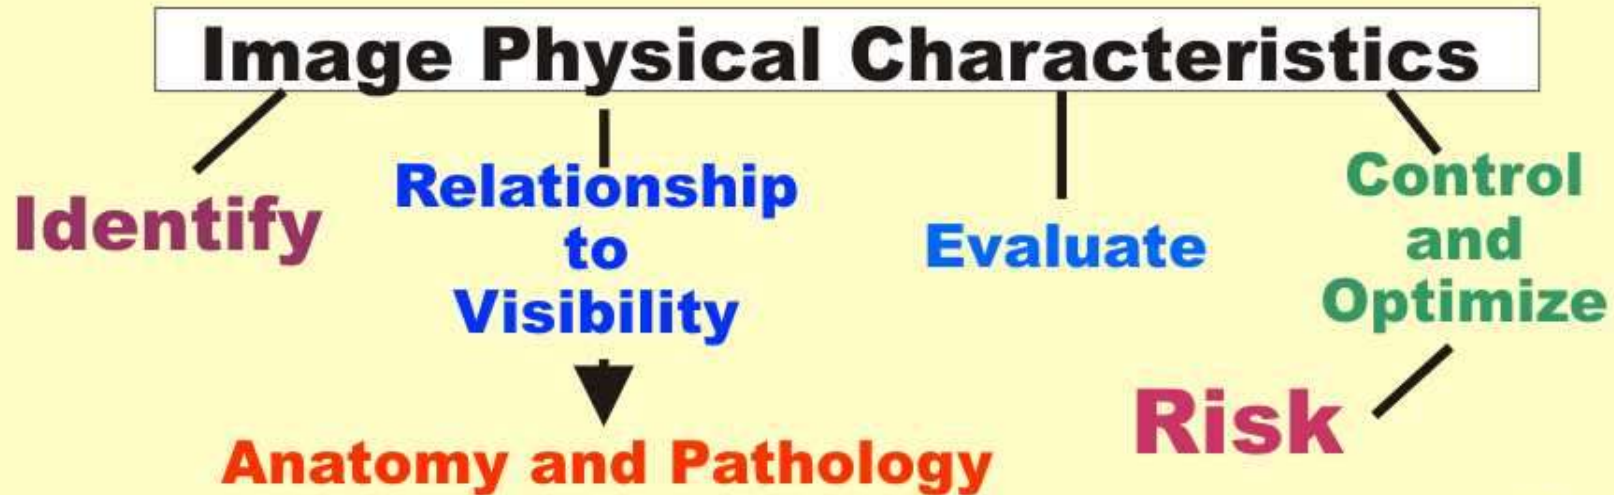 Image Physical Characteristics
Identify
Relationship
to
Visibility
Evaluate
Control
and
Optimize
Risk
Anatomy and Pathology